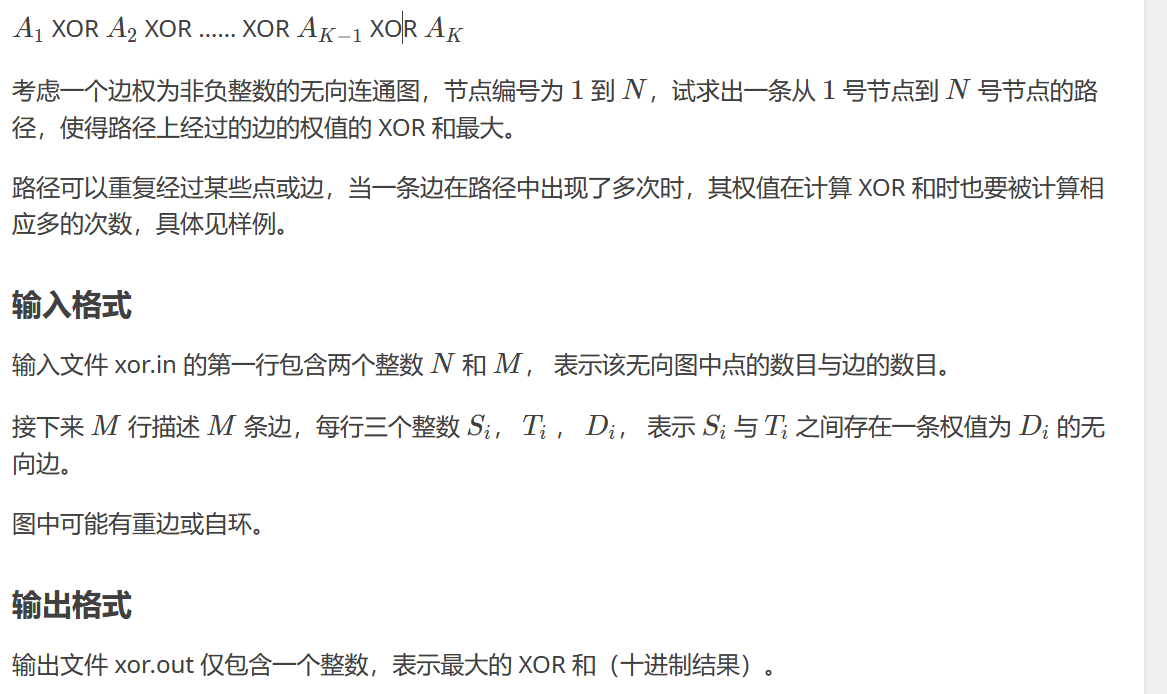 A₁ XOR A₂ XOR …… XOR A_{K−1} XOR A_K
考虑一个边权为非负整数的无向连通图，节点编号为 1 到 N，试求出一条从 1 号节点到 N 号节点的路
径，使得路径上经过的边的权值的 XOR 和最大。
路径可以重复经过某些点或边，当一条边在路径中出现了多次时，其权值在计算 XOR 和时也要被计算相
应多的次数，具体见样例。
输入格式
输入文件 xor.in 的第一行包含两个整数 N 和 M， 表示该无向图中点的数目与边的数目。
接下来 M 行描述 M 条边，每行三个整数 Sᵢ， Tᵢ ， Dᵢ， 表示 Sᵢ 与 Tᵢ 之间存在一条权值为 Dᵢ 的无
向边。
图中可能有重边或自环。
输出格式
输出文件 xor.out 仅包含一个整数，表示最大的 XOR 和（十进制结果）。